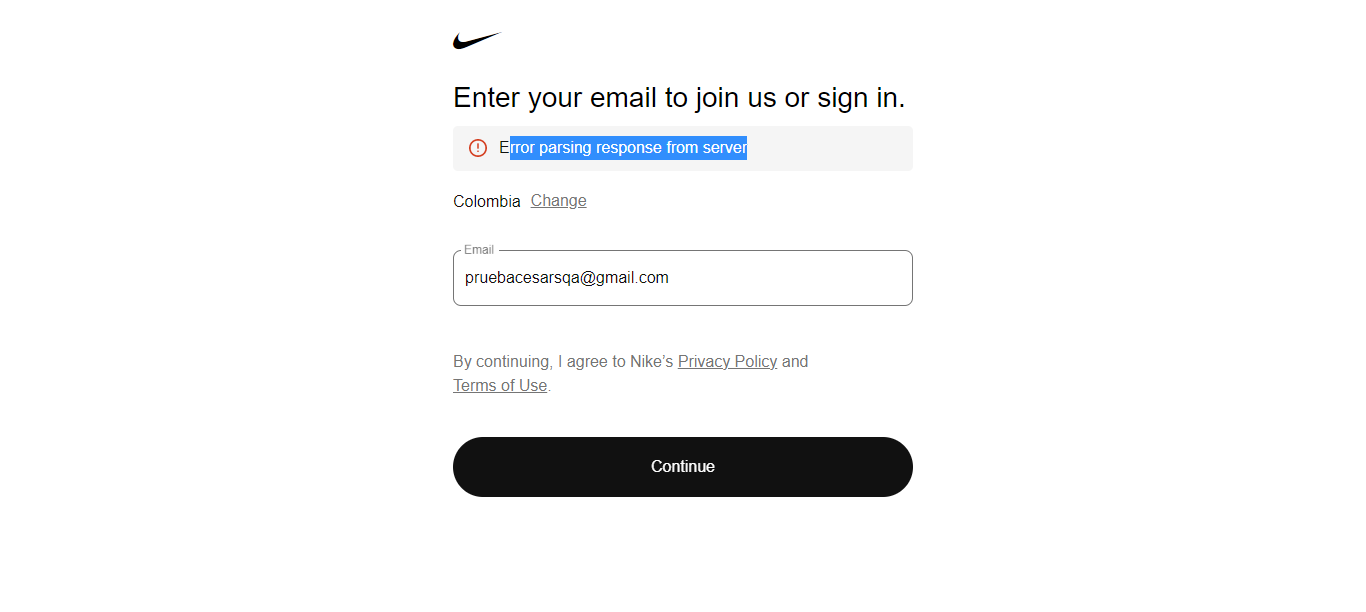 Enter your email to join us or sign in.
Error parsing response from server
Colombia Change
Email
pruebacesarsqa@gmail.com
By continuing, I agree to Nike’s Privacy Policy and
Terms of Use.
Continue